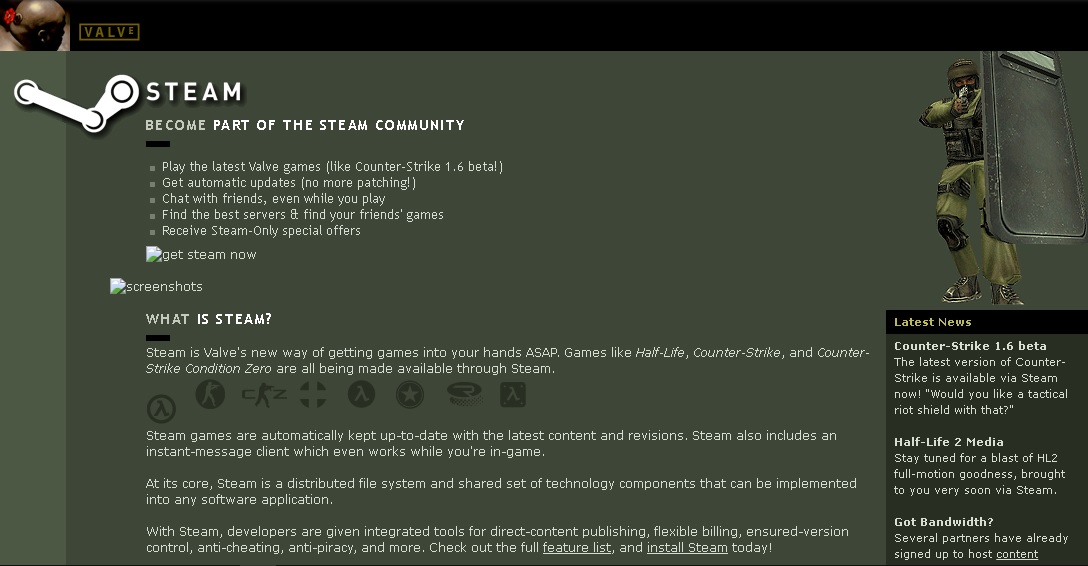 VALVE
STEAM
BECOME PART OF THE STEAM COMMUNITY
Play the latest Valve games (like Counter-Strike 1.6 beta!)
Get automatic updates (no more patching!)
Chat with friends, even while you play
Find the best servers & find your friends' games
Receive Steam-Only special offers
get steam now
screenshots
WHAT IS STEAM?
Steam is Valve's new way of getting games into your hands ASAP. Games like Half-Life, Counter-Strike, and Counter-
Strike Condition Zero are all being made available through Steam.
CZ
Steam games are automatically kept up-to-date with the latest content and revisions. Steam also includes an
instant-message client which even works while you're in-game.
At its core, Steam is a distributed file system and shared set of technology components that can be implemented
into any software application.
With Steam, developers are given integrated tools for direct-content publishing, flexible billing, ensured-version
control, anti-cheating, anti-piracy, and more. Check out the full feature list, and install Steam today!
Latest News
Counter-Strike 1.6 beta
The latest version of Counter-
Strike is available via Steam
now! "Would you like a tactical
riot shield with that?"
Half-Life 2 Media
Stay tuned for a blast of HL2
full-motion goodness, brought
to you very soon via Steam.
Got Bandwidth?
Several partners have already
signed up to host content